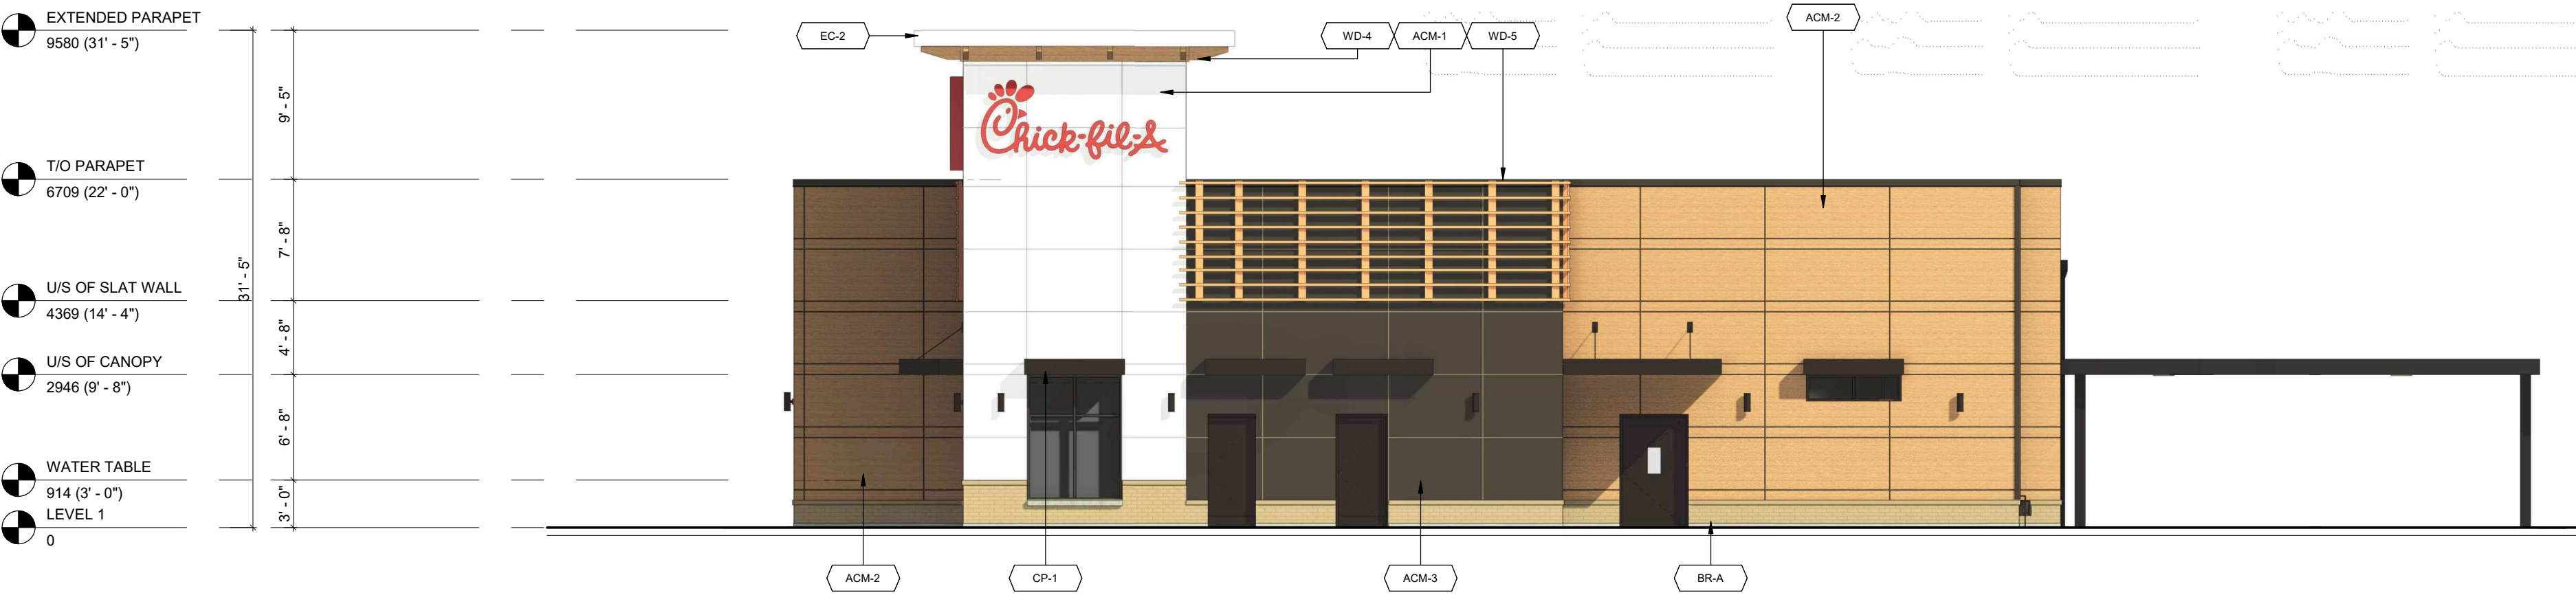 EXTENDED PARAPET
9580 (31' - 5")
T/O PARAPET
6709 (22' - 0")
U/S OF SLAT WALL
4369 (14' - 4")
U/S OF CANOPY
2946 (9' - 8")
WATER TABLE
914 (3' - 0")
LEVEL 1
0
31' - 5"
9' - 5"
7' - 8"
4' - 8"
6' - 8"
3' - 0"
EC-2
WD-4
ACM-1
WD-5
ACM-2
Chick-fil-A
ACM-2
CP-1
ACM-3
BR-A